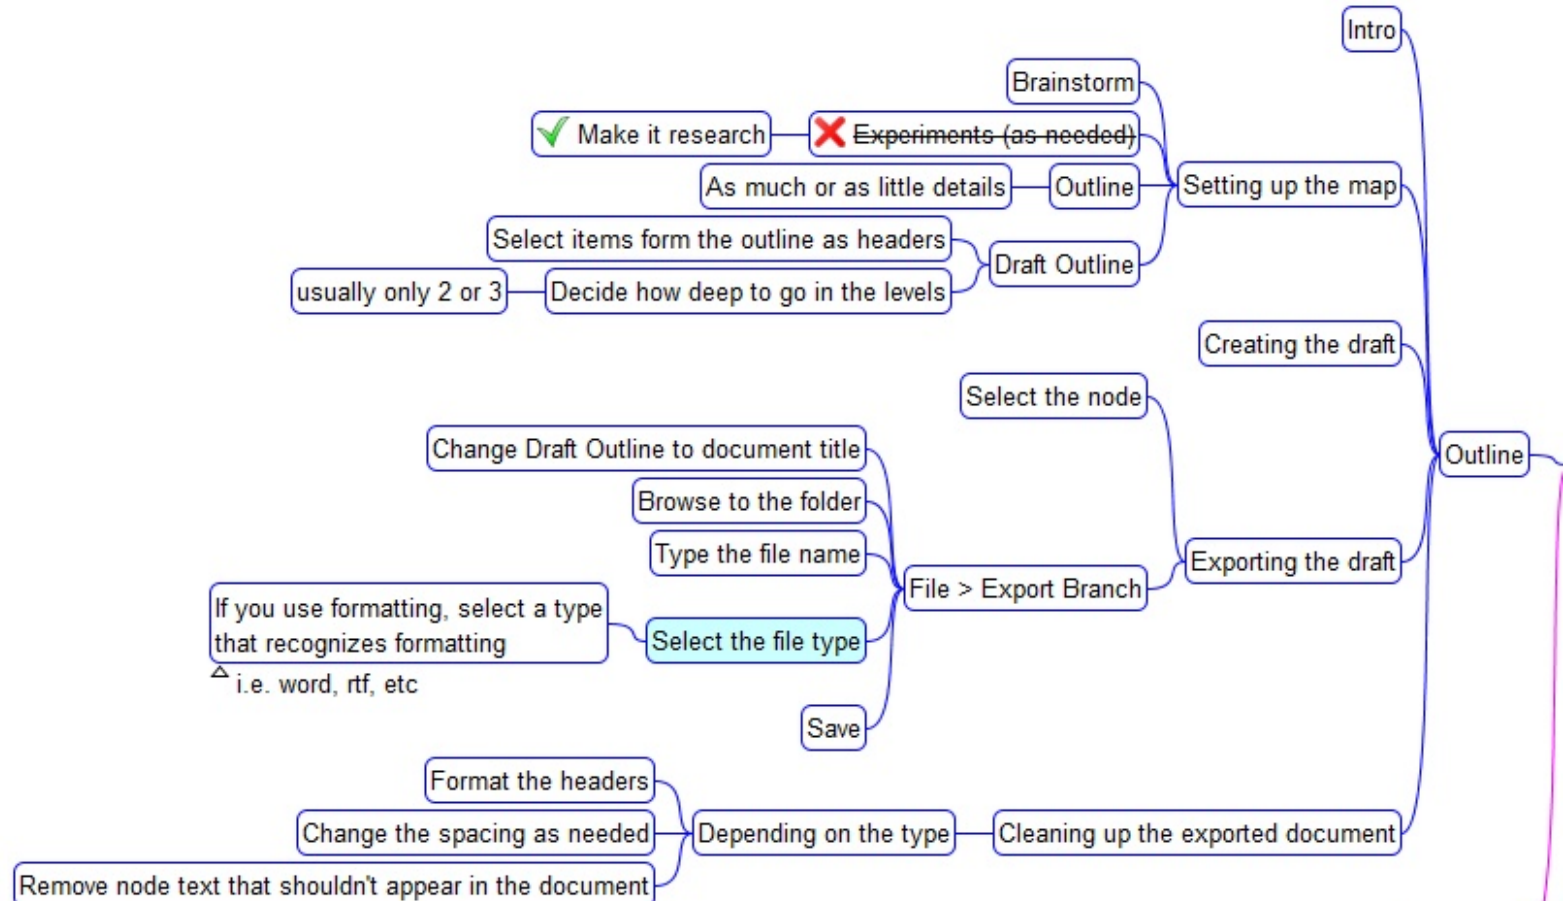 Intro
Brainstorm
Make it research
Experiments (as needed)
As much or as little details
Outline
Setting up the map
Select items form the outline as headers
Draft Outline
usually only 2 or 3
Decide how deep to go in the levels
Creating the draft
Select the node
Change Draft Outline to document title
Outline
Browse to the folder
Type the file name
Exporting the draft
File > Export Branch
If you use formatting, select a type
that recognizes formatting
Select the file type
i.e. word, rtf, etc
Save
Format the headers
Change the spacing as needed
Depending on the type
Cleaning up the exported document
Remove node text that shouldn't appear in the document